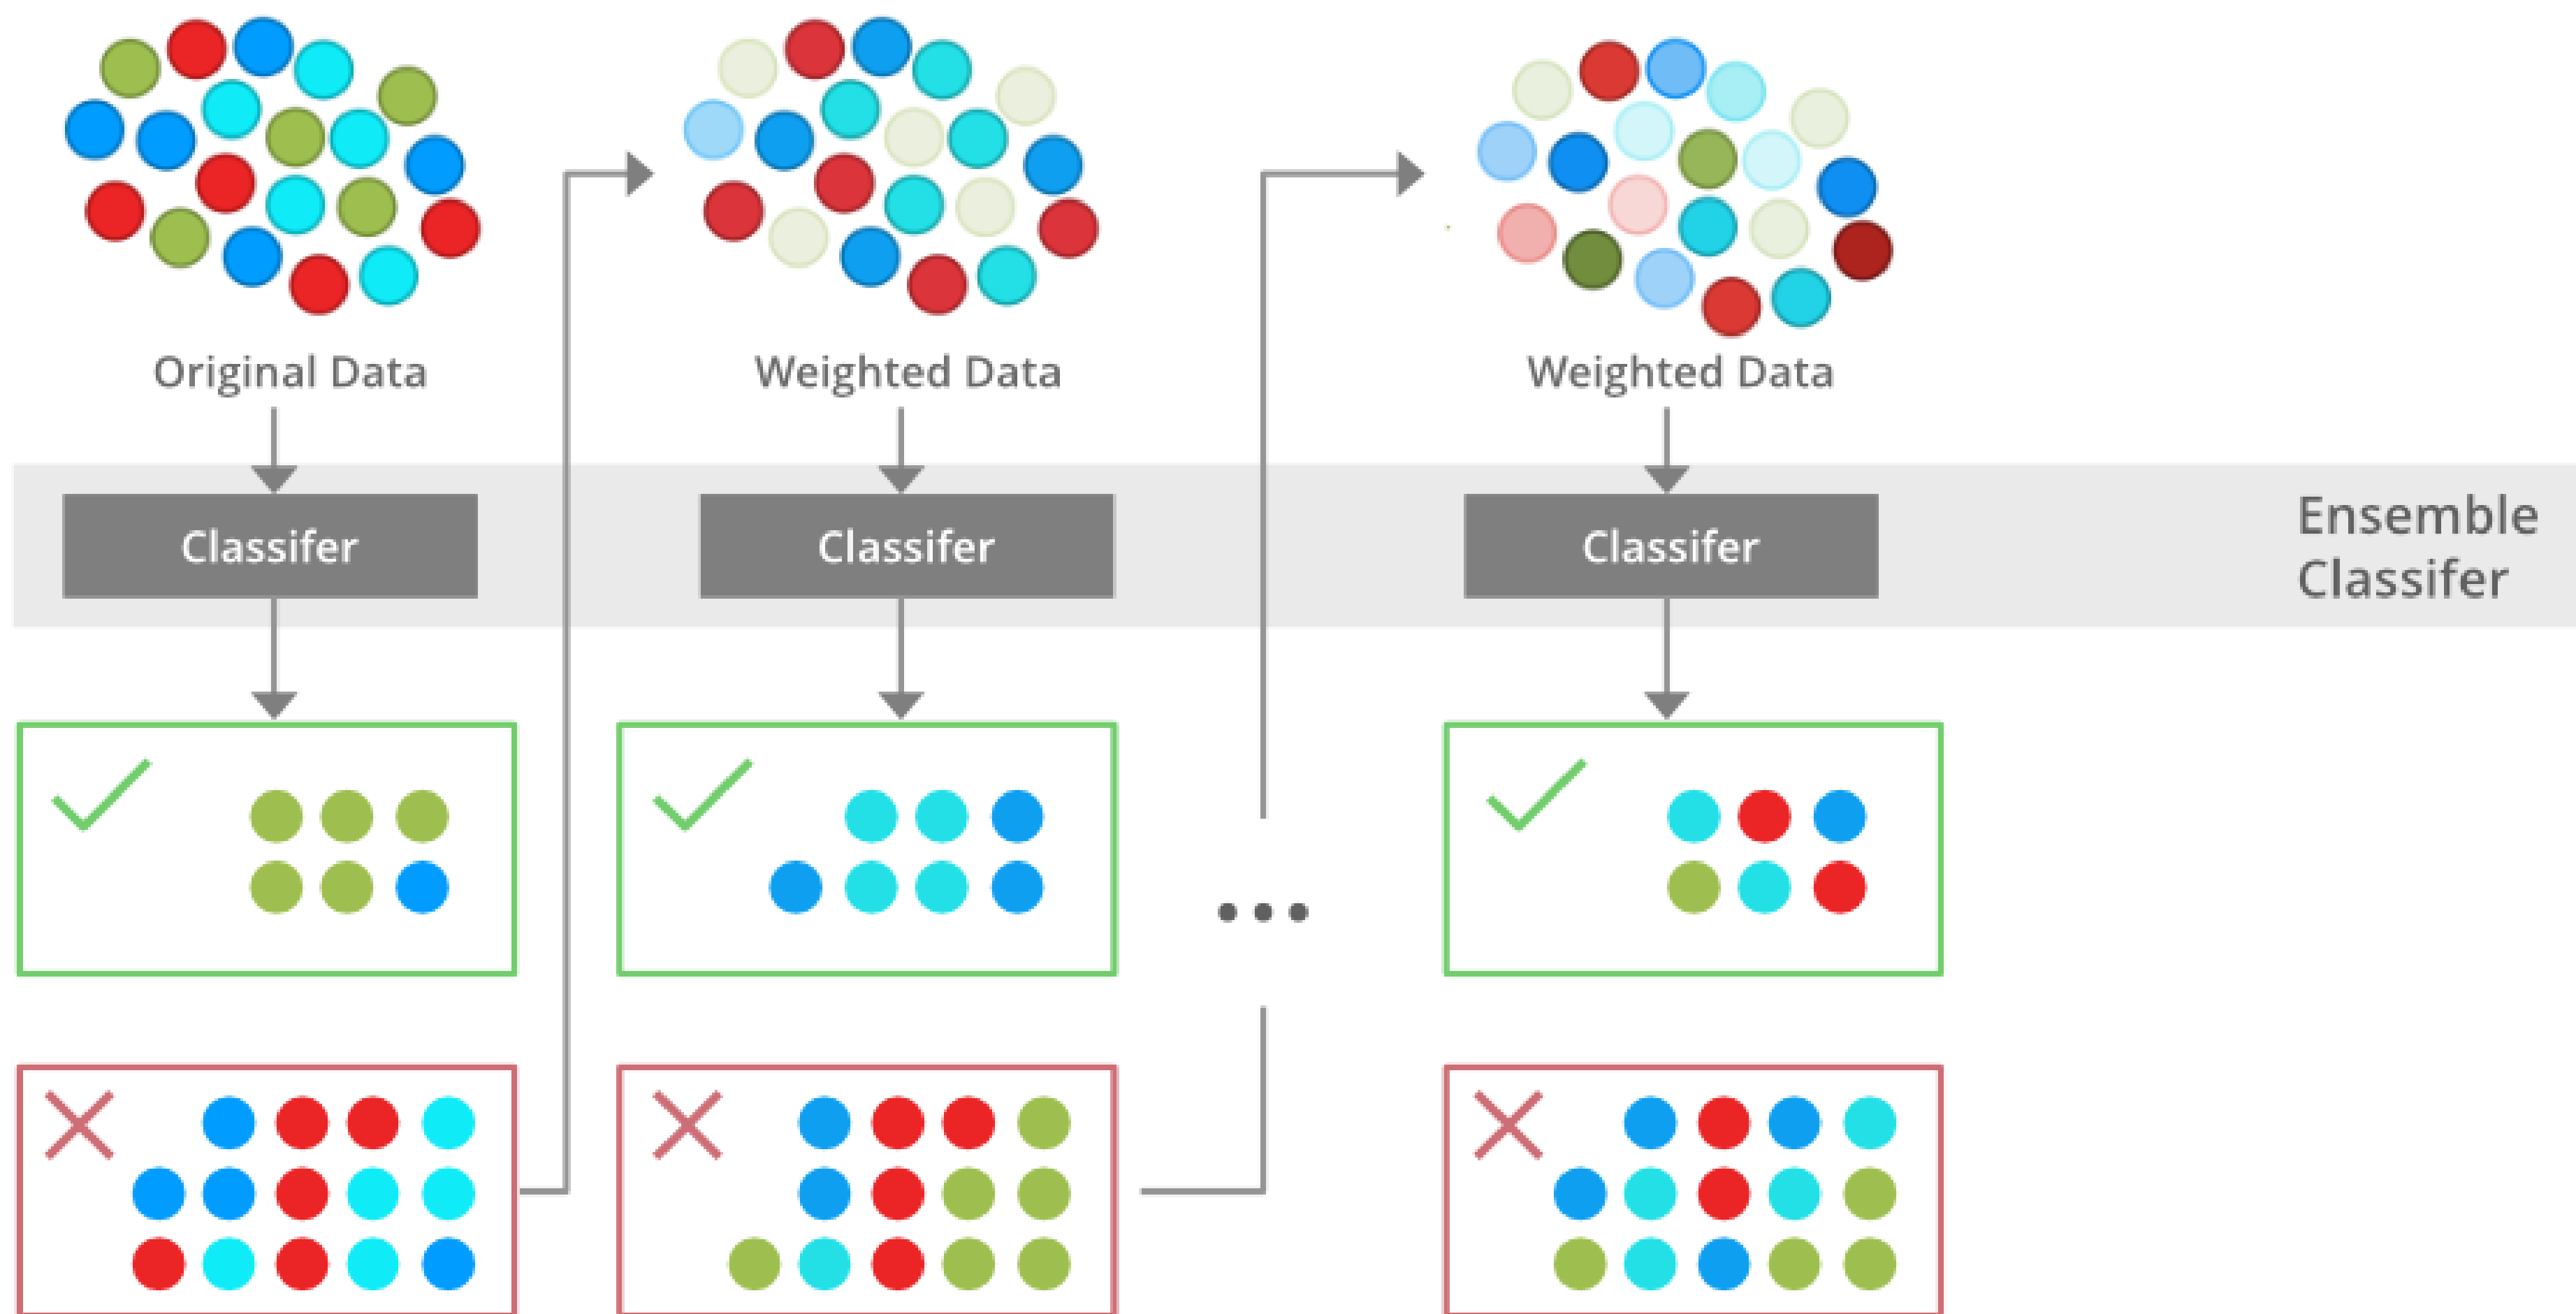 Original Data
Weighted Data
Weighted Data
Classifer
Classifer
Classifer
Ensemble
Classifer
...